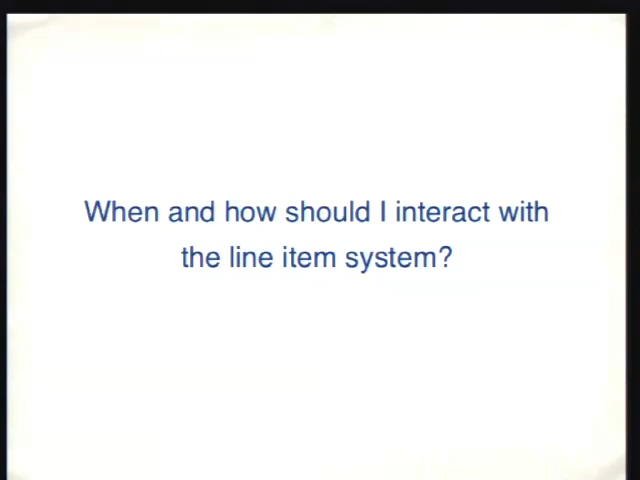 When and how should I interact with
the line item system?